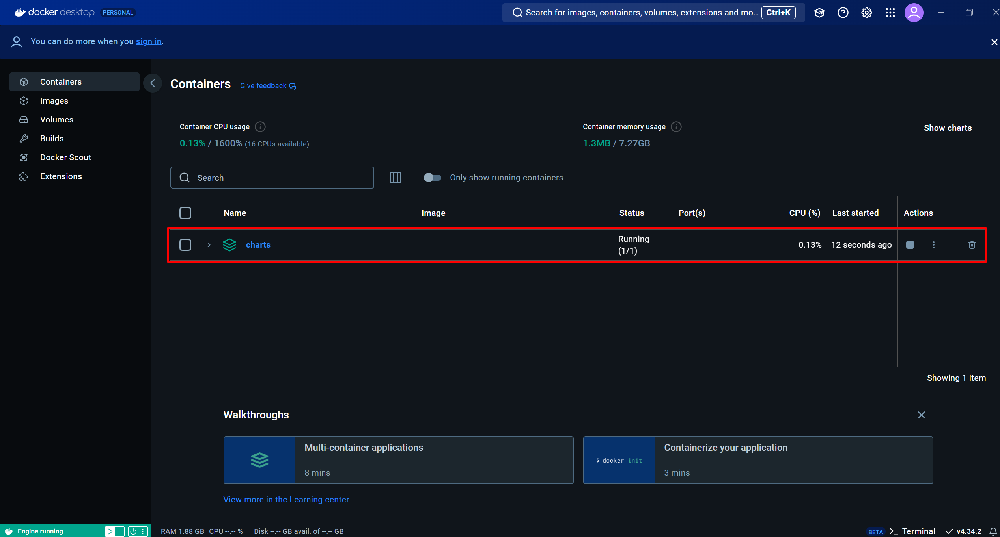 docker desktop PERSONAL
Search for images, containers, volumes, extensions and mo... Ctrl+K
You can do more when you sign in.
Containers
Images
Volumes
Builds
Docker Scout
Extensions
Containers Give feedback
Container CPU usage
0.13% / 1600% (16 CPUs available)
Container memory usage
1.3MB / 7.27GB
Show charts
Search
Only show running containers
Name Image Status Port(s) CPU (%) Last started Actions
charts Running 0.13% 12 seconds ago
(1/1)
Showing 1 item
Walkthroughs
Multi-container applications
8 mins
$ docker init
Containerize your application
3 mins
View more in the Learning center
Engine running RAM 1.88 GB CPU --.-- % Disk --.-- GB avail. of --.-- GB BETA Terminal v4.34.2